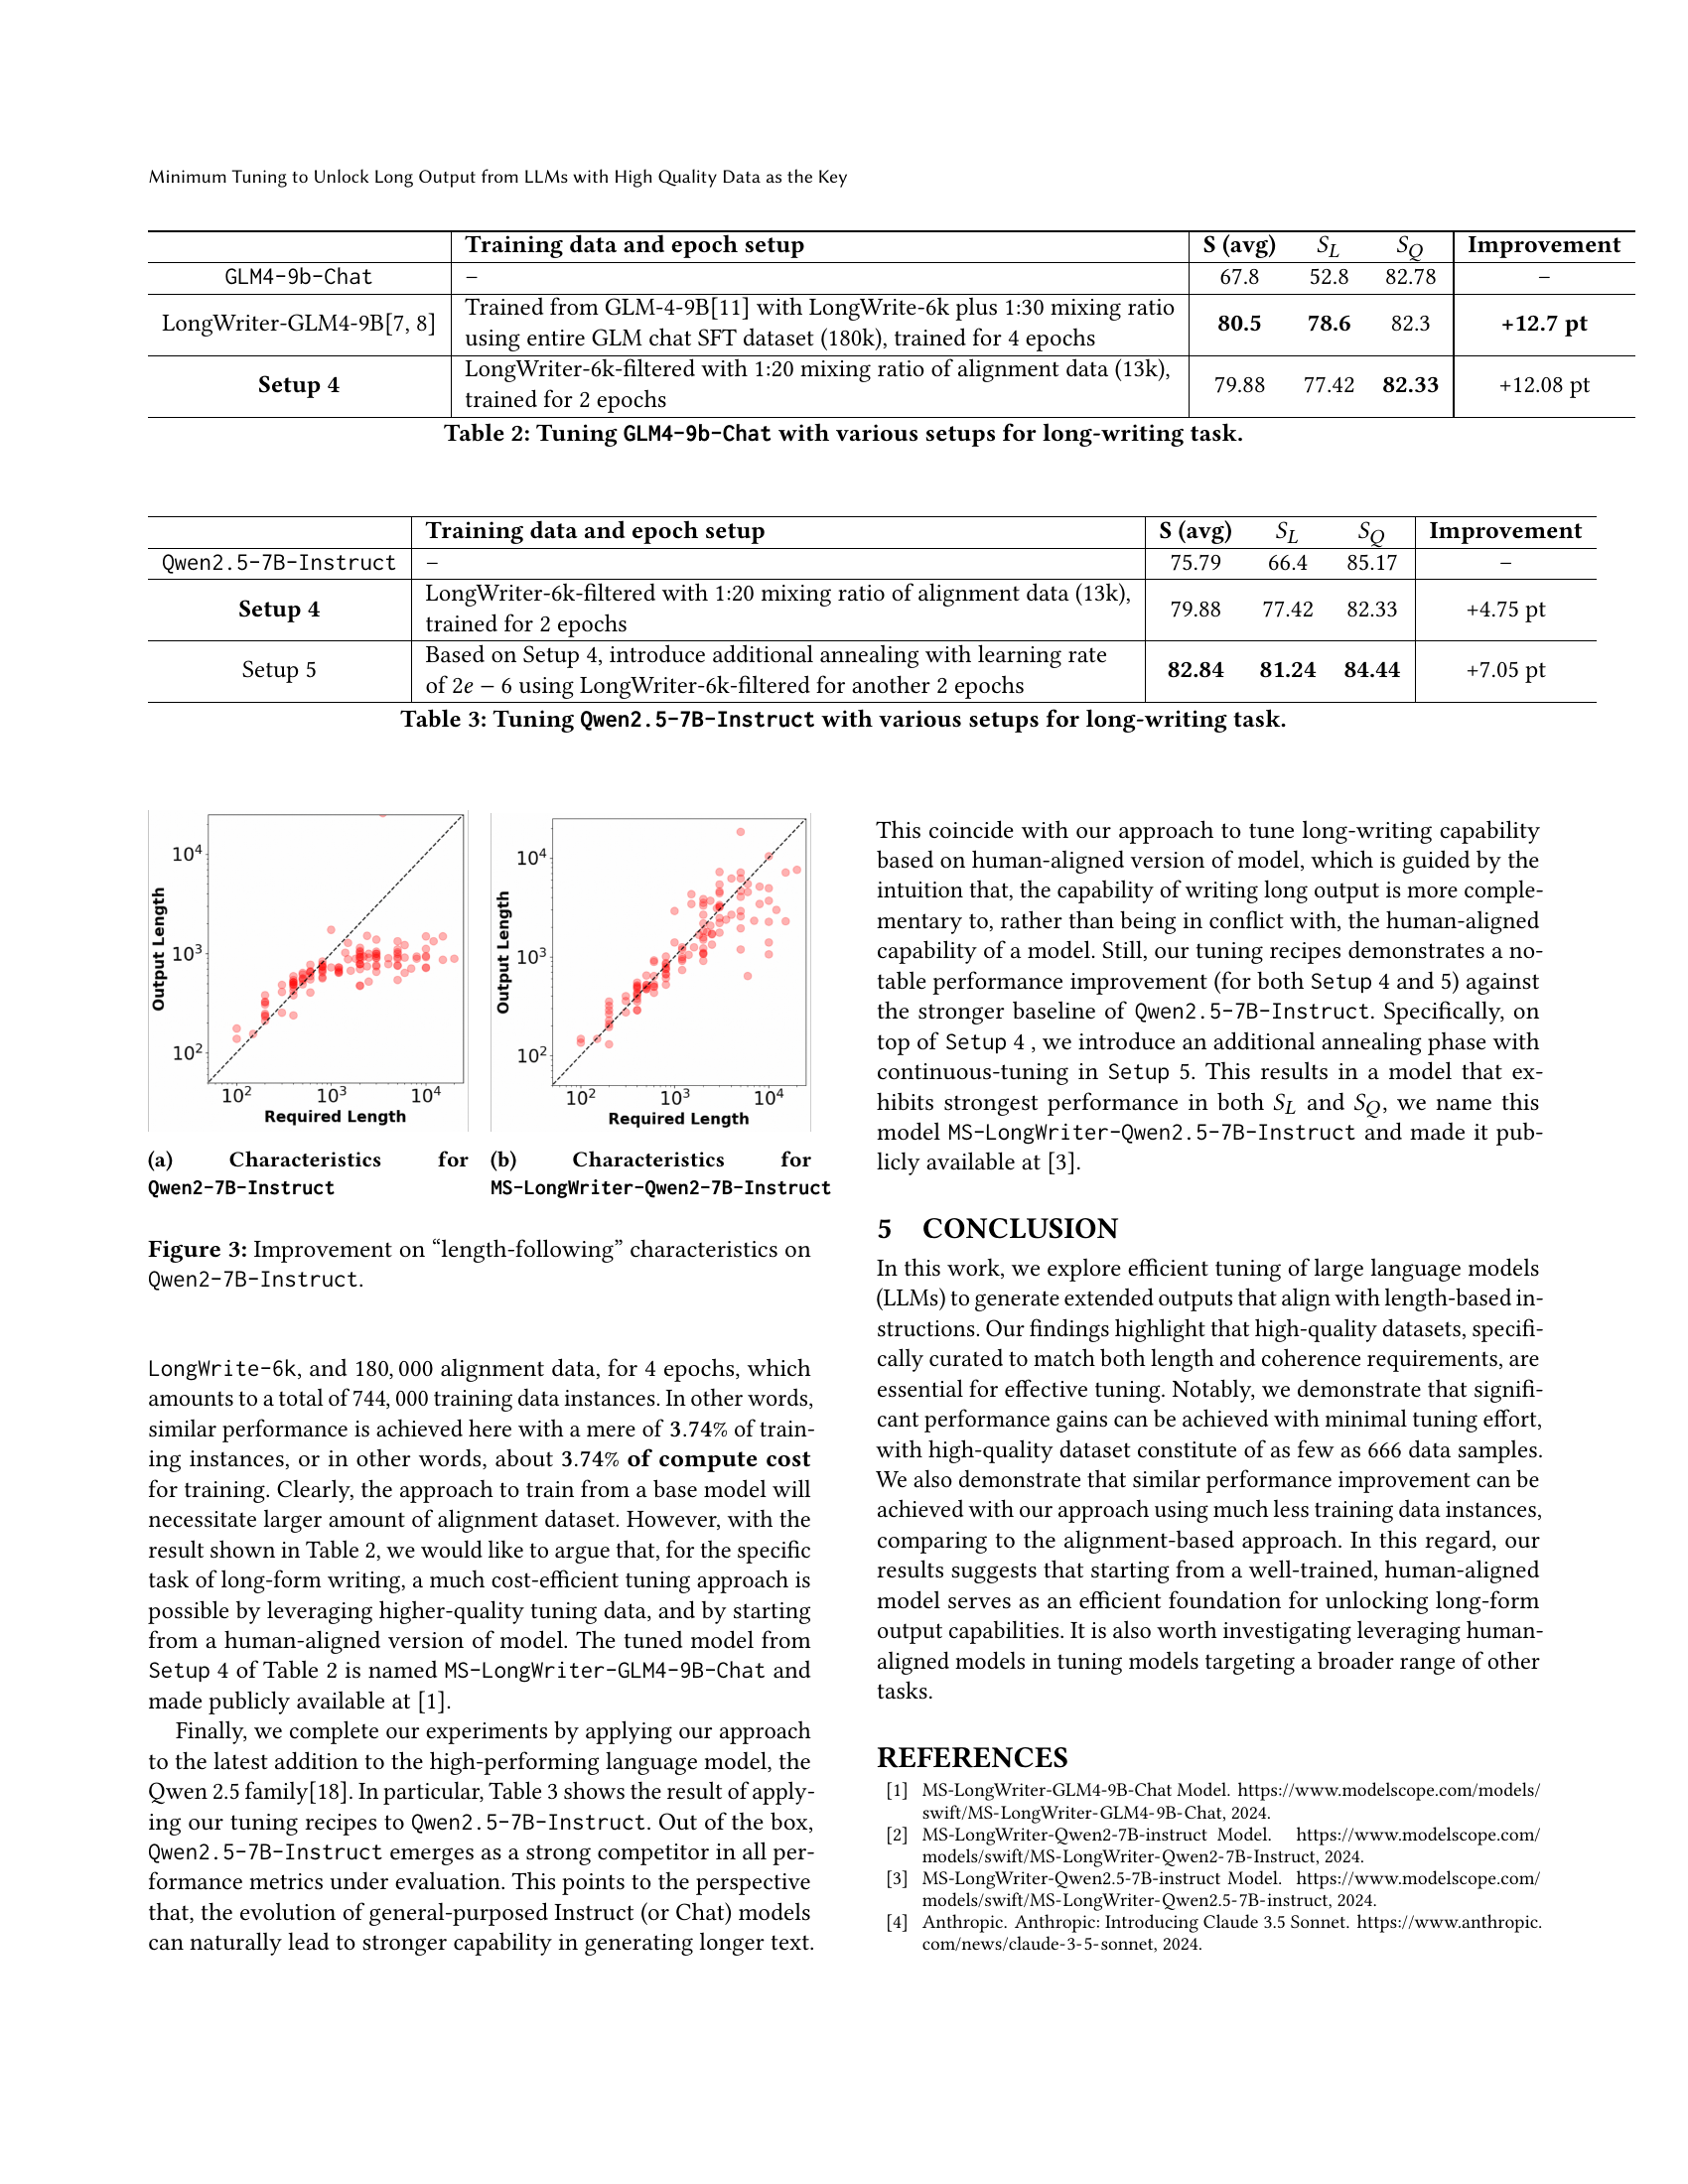 Minimum Tuning to Unlock Long Output from LLMs with High Quality Data as the Key
Training data and epoch setup S (avg) S_L S_Q Improvement
GLM4-9b-Chat – 67.8 52.8 82.78 –
LongWriter-GLM4-9B[7, 8] Trained from GLM-4-9B[11] with LongWrite-6k plus 1:30 mixing ratio
using entire GLM chat SFT dataset (180k), trained for 4 epochs 80.5 78.6 82.3 +12.7 pt
Setup 4 LongWriter-6k-filtered with 1:20 mixing ratio of alignment data (13k),
trained for 2 epochs 79.88 77.42 82.33 +12.08 pt
Table 2: Tuning GLM4-9b-Chat with various setups for long-writing task.
Training data and epoch setup S (avg) S_L S_Q Improvement
Qwen2.5-7B-Instruct – 75.79 66.4 85.17 –
Setup 4 LongWriter-6k-filtered with 1:20 mixing ratio of alignment data (13k),
trained for 2 epochs 79.88 77.42 82.33 +4.75 pt
Setup 5 Based on Setup 4, introduce additional annealing with learning rate
of 2e − 6 using LongWriter-6k-filtered for another 2 epochs 82.84 81.24 84.44 +7.05 pt
Table 3: Tuning Qwen2.5-7B-Instruct with various setups for long-writing task.
Output Length
10^4
10^3
10^2
10^2 10^3 10^4
Required Length
Output Length
10^4
10^3
10^2
10^2 10^3 10^4
Required Length
(a) Characteristics for
Qwen2-7B-Instruct
(b) Characteristics for
MS-LongWriter-Qwen2-7B-Instruct
Figure 3: Improvement on “length-following” characteristics on
Qwen2-7B-Instruct.
LongWrite-6k, and 180, 000 alignment data, for 4 epochs, which
amounts to a total of 744, 000 training data instances. In other words,
similar performance is achieved here with a mere of 3.74% of train-
ing instances, or in other words, about 3.74% of compute cost
for training. Clearly, the approach to train from a base model will
necessitate larger amount of alignment dataset. However, with the
result shown in Table 2, we would like to argue that, for the specific
task of long-form writing, a much cost-efficient tuning approach is
possible by leveraging higher-quality tuning data, and by starting
from a human-aligned version of model. The tuned model from
Setup 4 of Table 2 is named MS-LongWriter-GLM4-9B-Chat and
made publicly available at [1].
Finally, we complete our experiments by applying our approach
to the latest addition to the high-performing language model, the
Qwen 2.5 family[18]. In particular, Table 3 shows the result of apply-
ing our tuning recipes to Qwen2.5-7B-Instruct. Out of the box,
Qwen2.5-7B-Instruct emerges as a strong competitor in all per-
formance metrics under evaluation. This points to the perspective
that, the evolution of general-purposed Instruct (or Chat) models
can naturally lead to stronger capability in generating longer text.
This coincide with our approach to tune long-writing capability
based on human-aligned version of model, which is guided by the
intuition that, the capability of writing long output is more comple-
mentary to, rather than being in conflict with, the human-aligned
capability of a model. Still, our tuning recipes demonstrates a no-
table performance improvement (for both Setup 4 and 5) against
the stronger baseline of Qwen2.5-7B-Instruct. Specifically, on
top of Setup 4 , we introduce an additional annealing phase with
continuous-tuning in Setup 5. This results in a model that ex-
hibits strongest performance in both S_L and S_Q, we name this
model MS-LongWriter-Qwen2.5-7B-Instruct and made it pub-
licly available at [3].
5 CONCLUSION
In this work, we explore efficient tuning of large language models
(LLMs) to generate extended outputs that align with length-based in-
structions. Our findings highlight that high-quality datasets, specifi-
cally curated to match both length and coherence requirements, are
essential for effective tuning. Notably, we demonstrate that signifi-
cant performance gains can be achieved with minimal tuning effort,
with high-quality dataset constitute of as few as 666 data samples.
We also demonstrate that similar performance improvement can be
achieved with our approach using much less training data instances,
comparing to the alignment-based approach. In this regard, our
results suggests that starting from a well-trained, human-aligned
model serves as an efficient foundation for unlocking long-form
output capabilities. It is also worth investigating leveraging human-
aligned models in tuning models targeting a broader range of other
tasks.
REFERENCES
[1] MS-LongWriter-GLM4-9B-Chat Model. https://www.modelscope.com/models/
swift/MS-LongWriter-GLM4-9B-Chat, 2024.
[2] MS-LongWriter-Qwen2-7B-instruct Model. https://www.modelscope.com/
models/swift/MS-LongWriter-Qwen2-7B-Instruct, 2024.
[3] MS-LongWriter-Qwen2.5-7B-instruct Model. https://www.modelscope.com/
models/swift/MS-LongWriter-Qwen2.5-7B-instruct, 2024.
[4] Anthropic. Anthropic: Introducing Claude 3.5 Sonnet. https://www.anthropic.
com/news/claude-3-5-sonnet, 2024.